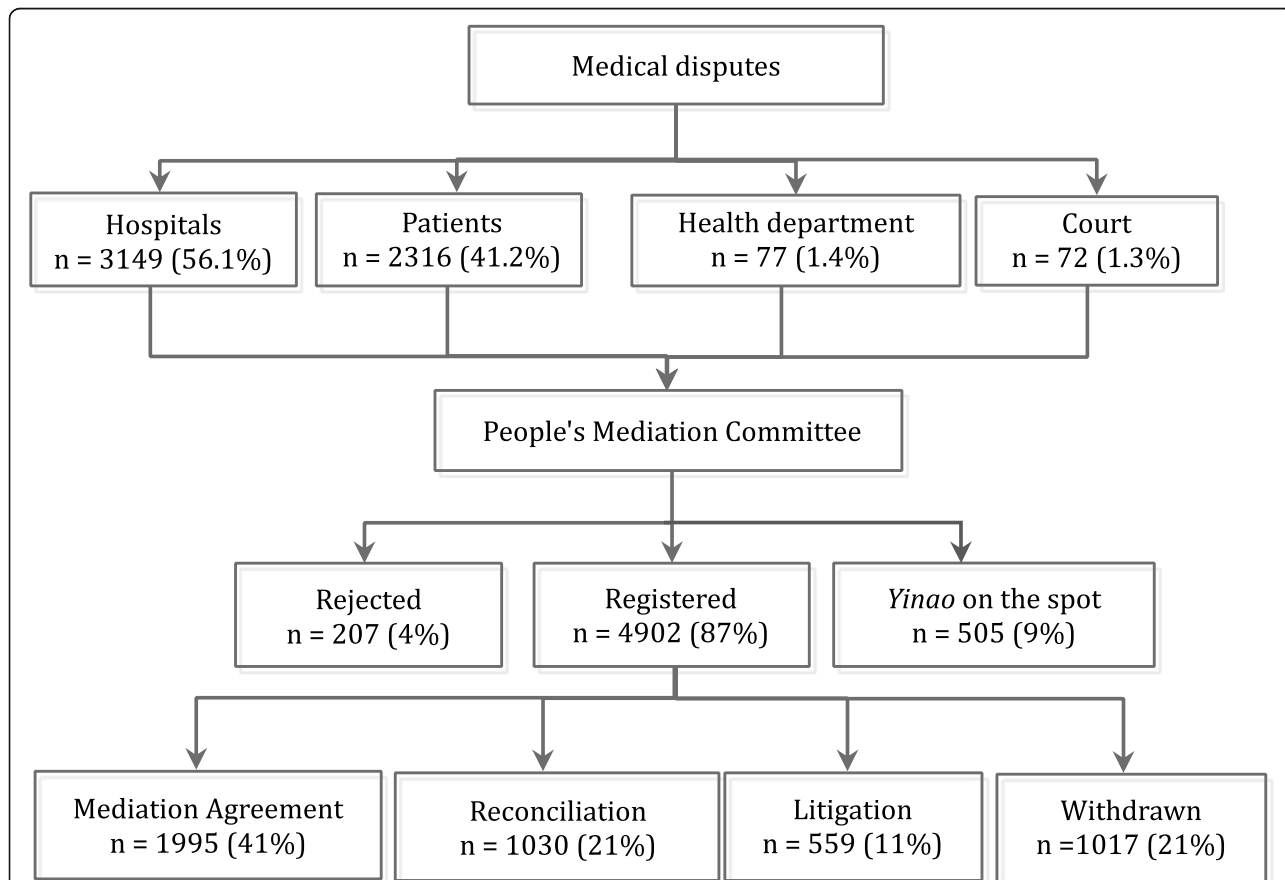 Medical disputes
Hospitals
n = 3149 (56.1%)
Patients
n = 2316 (41.2%)
Health department
n = 77 (1.4%)
Court
n = 72 (1.3%)
People's Mediation Committee
Rejected
n = 207 (4%)
Registered
n = 4902 (87%)
Yinao on the spot
n = 505 (9%)
Mediation Agreement
n = 1995 (41%)
Reconciliation
n = 1030 (21%)
Litigation
n = 559 (11%)
Withdrawn
n =1017 (21%)